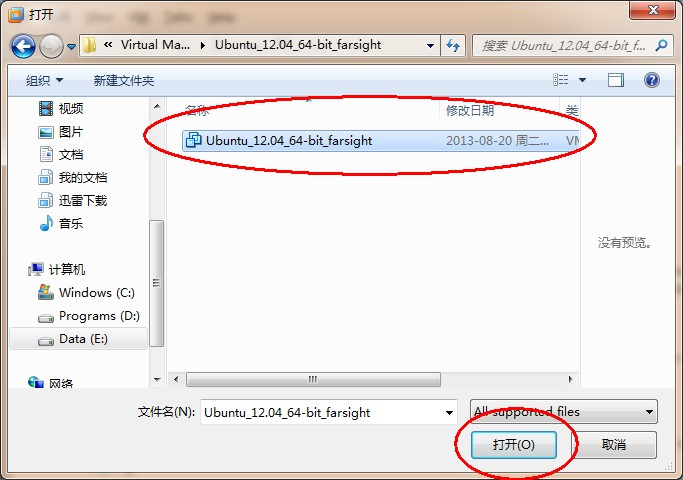 打开
« Virtual Ma... Ubuntu_12.04_64-bit_farsight
搜索 Ubuntu_12.04_64-bit_f...
组织 新建文件夹
名称 修改日期 类
Ubuntu_12.04_64-bit_farsight 2013-08-20 周二... VM
视频
图片
文档
我的文档
迅雷下载
音乐
计算机
Windows (C:)
Programs (D:)
Data (E:)
网络
没有预览。
文件名(N): Ubuntu_12.04_64-bit_farsight All supported files
打开(O) 取消